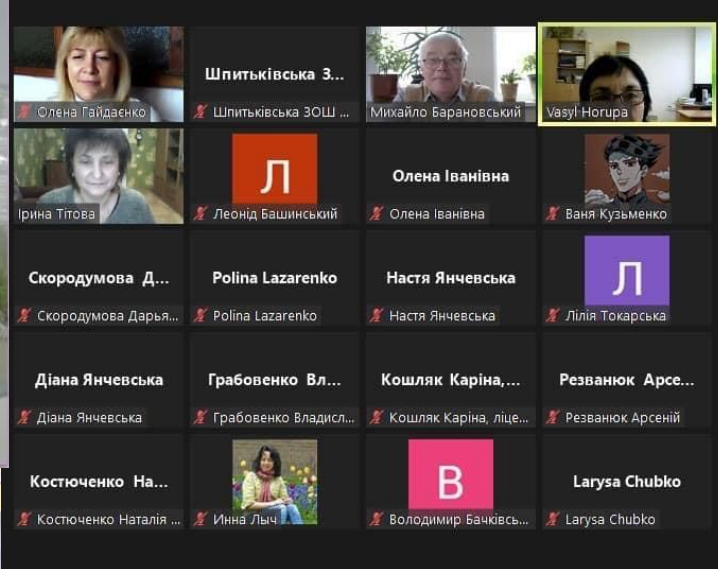 Олена Гайдаєнко
Шпитьківська З...
Шпитьківська ЗОШ ...
Михайло Барановський
Vasyl Horupa
Ірина Тітова
Л
Леонід Башинський
Олена Іванівна
Олена Іванівна
Ваня Кузьменко
Скородумова Д...
Скородумова Дарья...
Polina Lazarenko
Polina Lazarenko
Настя Янчевська
Настя Янчевська
Л
Лілія Токарська
Діана Янчевська
Діана Янчевська
Грабовенко Вл...
Грабовенко Владисл...
Кошляк Каріна,...
Кошляк Каріна, ліце...
Резванюк Арсе...
Резванюк Арсеній
Костюченко На...
Костюченко Наталія ...
Инна Лыч
В
Володимир Бачківсь...
Larysa Chubko
Larysa Chubko